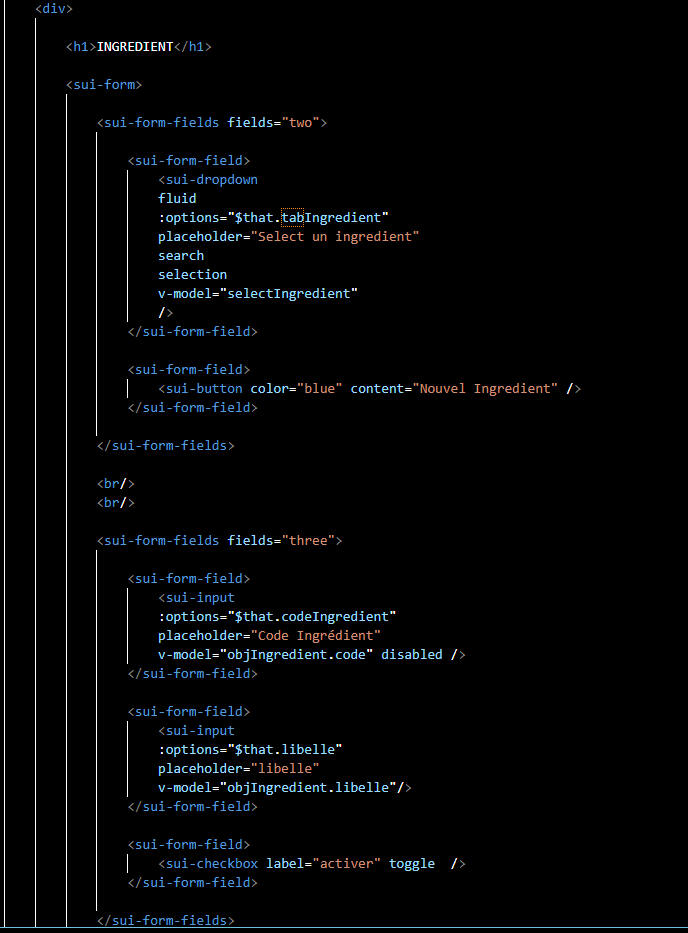 <div>
<h1>INGREDIENT</h1>
<sui-form>
<sui-form-fields fields="two">
<sui-form-field>
<sui-dropdown
fluid
:options="$that.tabIngredient"
placeholder="Select un ingredient"
search
selection
v-model="selectIngredient"
/>
</sui-form-field>
<sui-form-field>
<sui-button color="blue" content="Nouvel Ingredient" />
</sui-form-field>
</sui-form-fields>
<br/>
<br/>
<sui-form-fields fields="three">
<sui-form-field>
<sui-input
:options="$that.codeIngredient"
placeholder="Code Ingrédient"
v-model="objIngredient.code" disabled />
</sui-form-field>
<sui-form-field>
<sui-input
:options="$that.libelle"
placeholder="libelle"
v-model="objIngredient.libelle"/>
</sui-form-field>
<sui-form-field>
<sui-checkbox label="activer" toggle  />
</sui-form-field>
</sui-form-fields>